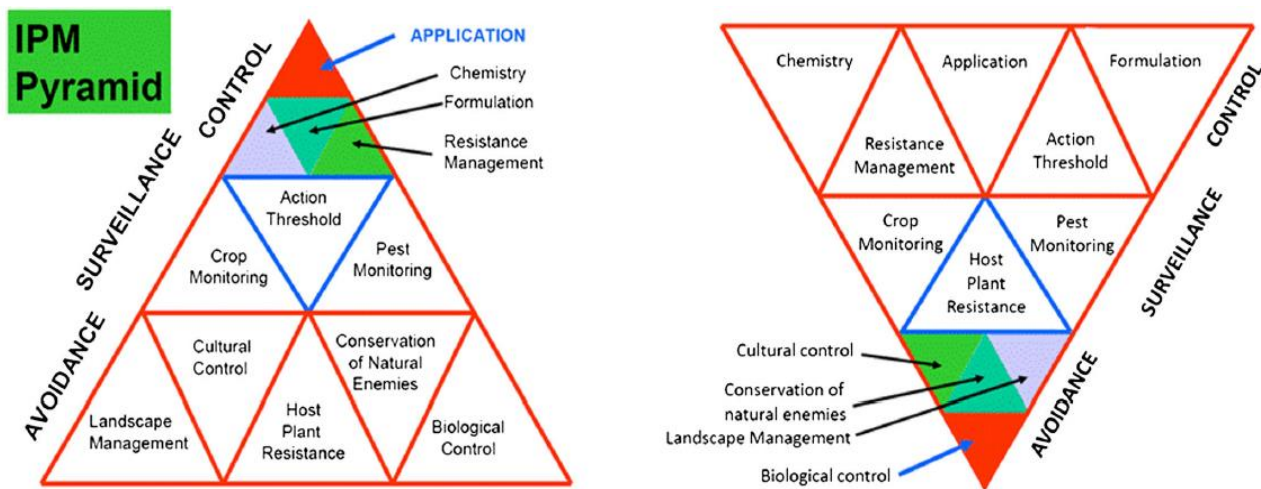 IPM
Pyramid
APPLICATION
Chemistry
Formulation
Resistance
Management
CONTROL
SURVEILLANCE
AVOIDANCE
Action
Threshold
Crop
Monitoring
Pest
Monitoring
Cultural
Control
Conservation
of Natural
Enemies
Landscape
Management
Host
Plant
Resistance
Biological
Control
Chemistry
Application
Formulation
Resistance
Management
Action
Threshold
CONTROL
Crop
Monitoring
Pest
Monitoring
SURVEILLANCE
Host
Plant
Resistance
Cultural control
Conservation of
natural enemies
Landscape Management
Biological control
AVOIDANCE